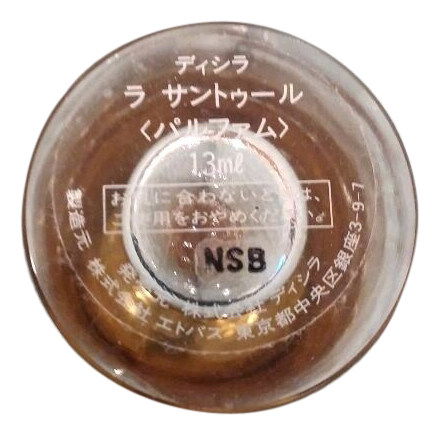 ディシラ
ラ サントゥール
〈パルファム〉
13ml
お肌に合わないときは、
ご使用をおやめください。
NSB
発売元 株式会社 ディシラ
製造元 株式会社 エトバス 東京都中央区銀座3-9-7